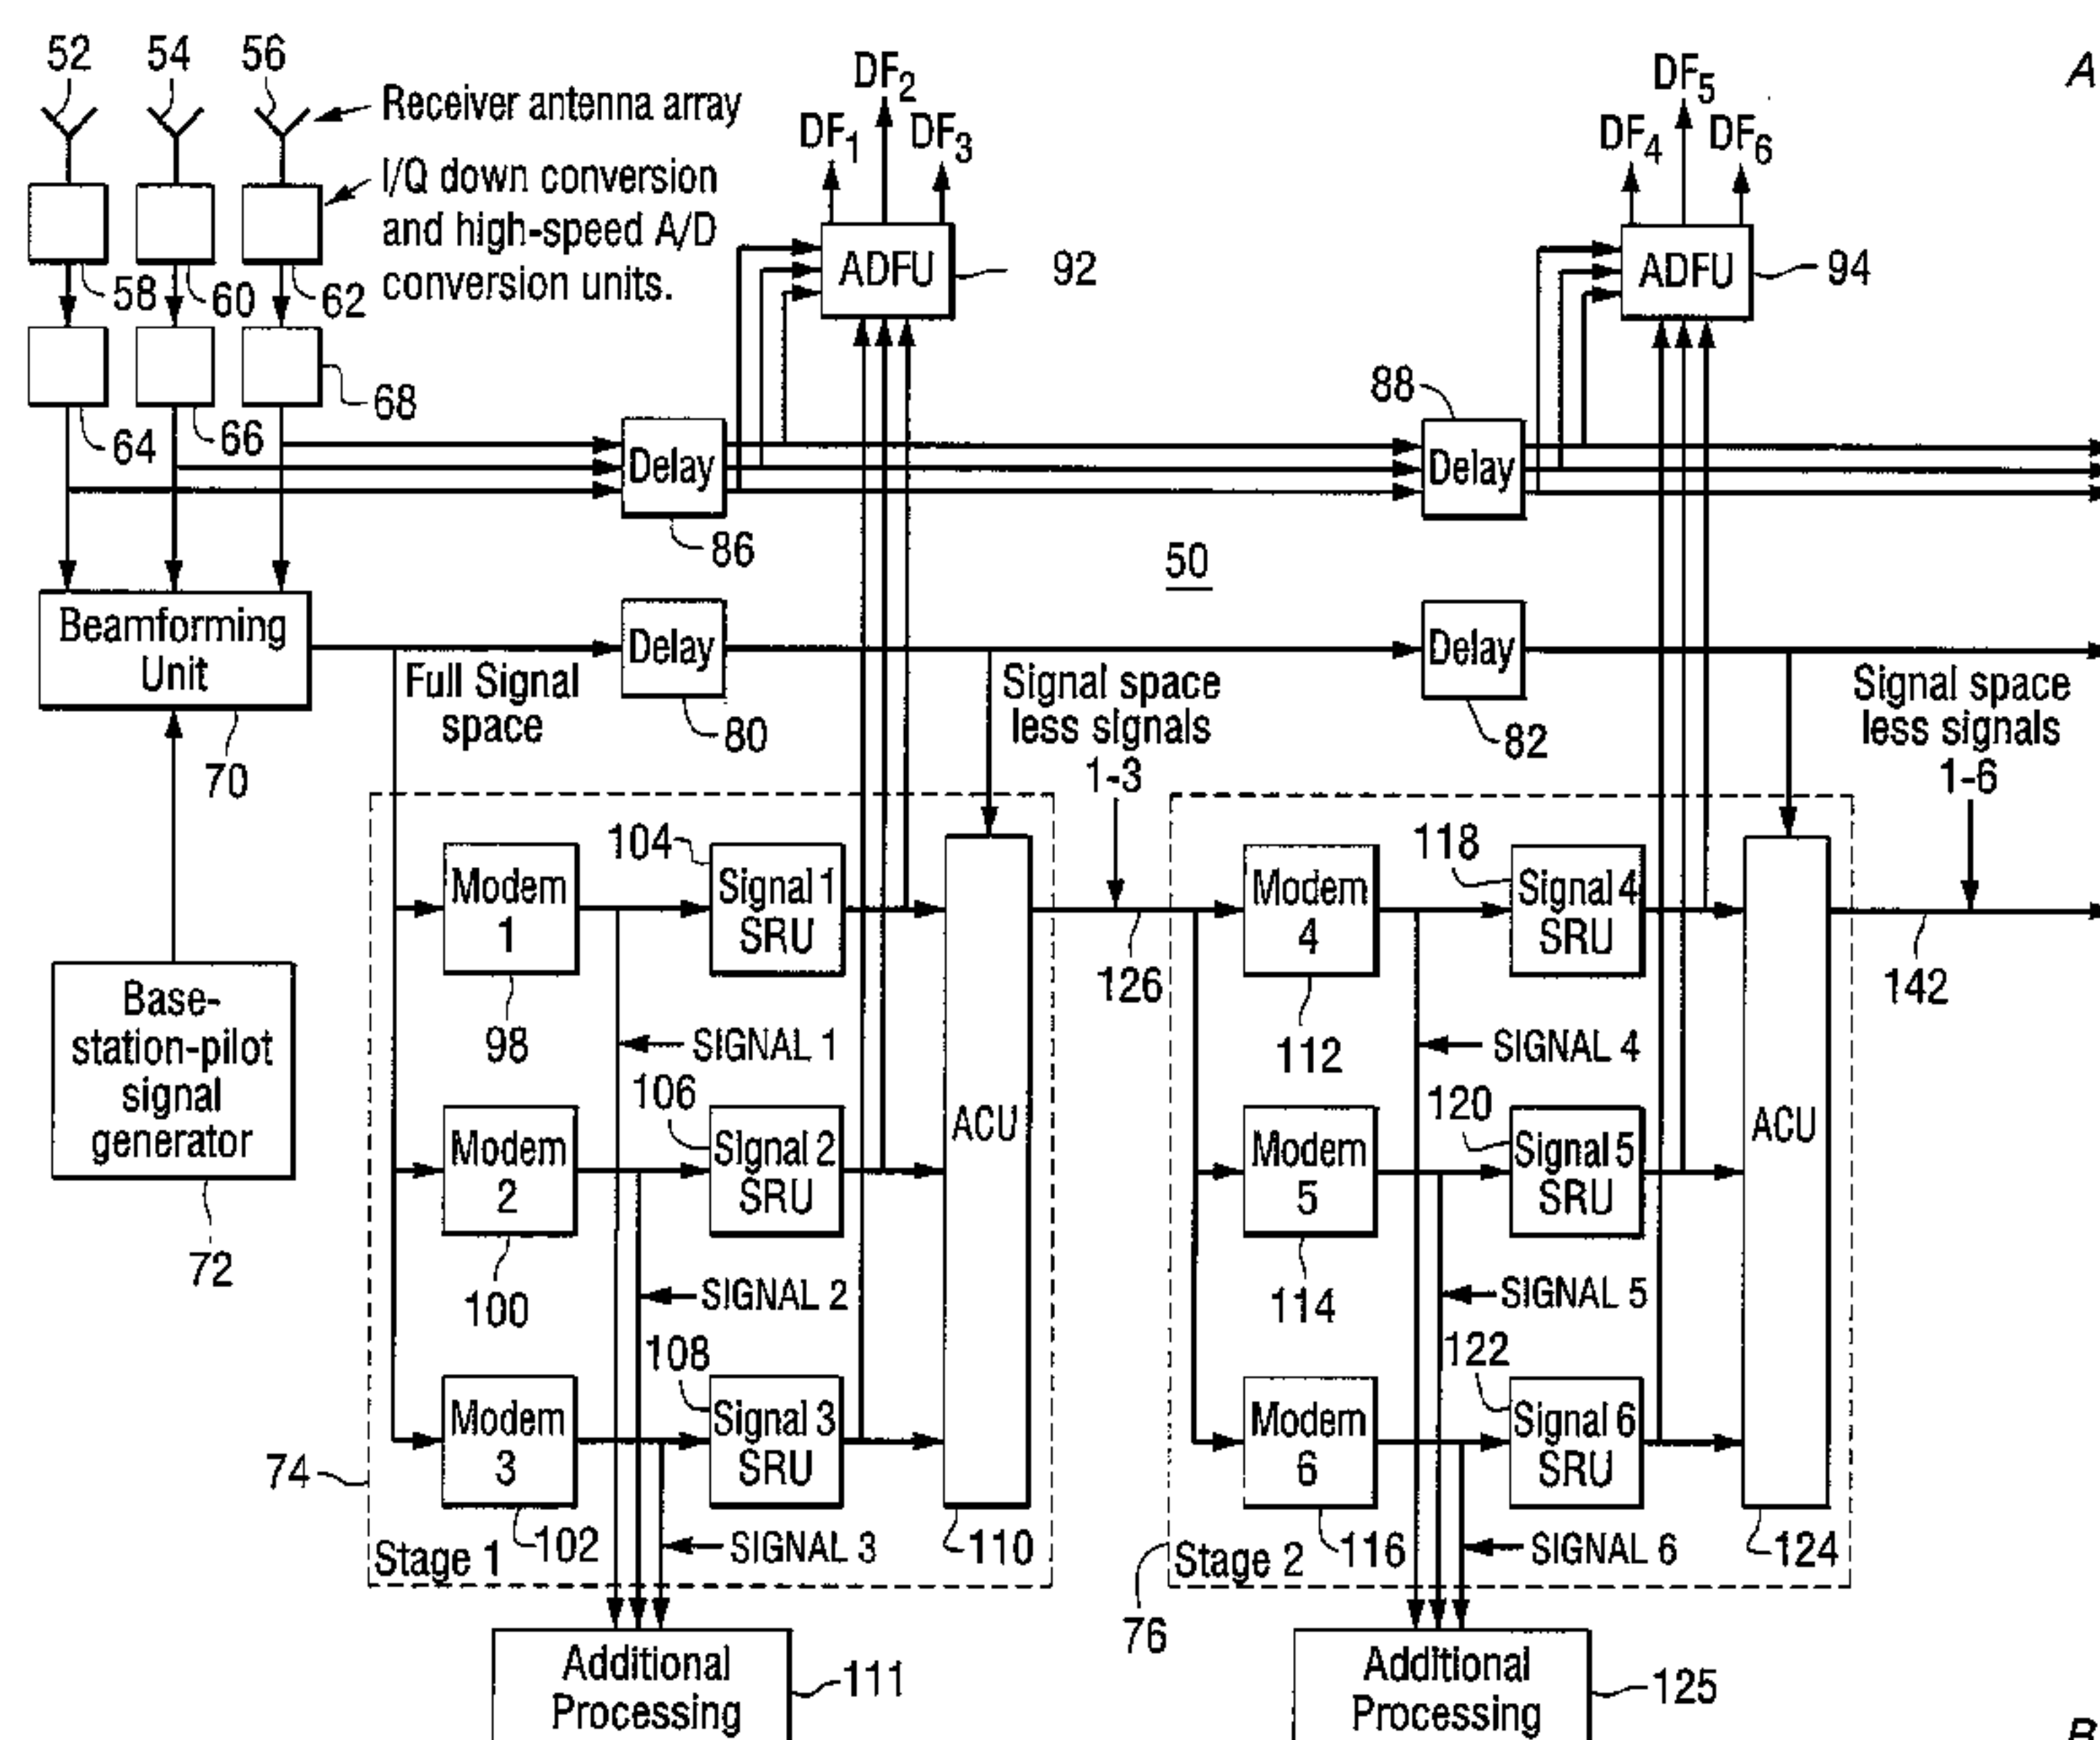 52
54
56
Receiver antenna array
I/Q down conversion
and high-speed A/D
conversion units.
58
60
62
64
66
68
DF1
DF2
DF3
ADFU
92
DF4
DF5
DF6
ADFU
94
A
88
Delay
86
Delay
50
Beamforming
Unit
70
Full Signal
space
Delay
80
Signal space
less signals
1-3
Delay
82
Signal space
less signals
1-6
Base-
station-pilot
signal
generator
72
Modem
1
98
104
Signal 1
SRU
SIGNAL 1
Modem
2
100
106
Signal 2
SRU
SIGNAL 2
Modem
3
102
108
Signal 3
SRU
SIGNAL 3
ACU
110
74
Stage 1
126
Modem
4
112
118
Signal 4
SRU
SIGNAL 4
Modem
5
114
120
Signal 5
SRU
SIGNAL 5
Modem
6
116
122
Signal 6
SRU
SIGNAL 6
ACU
124
142
76
Stage 2
Additional
Processing
111
Additional
Processing
125
B